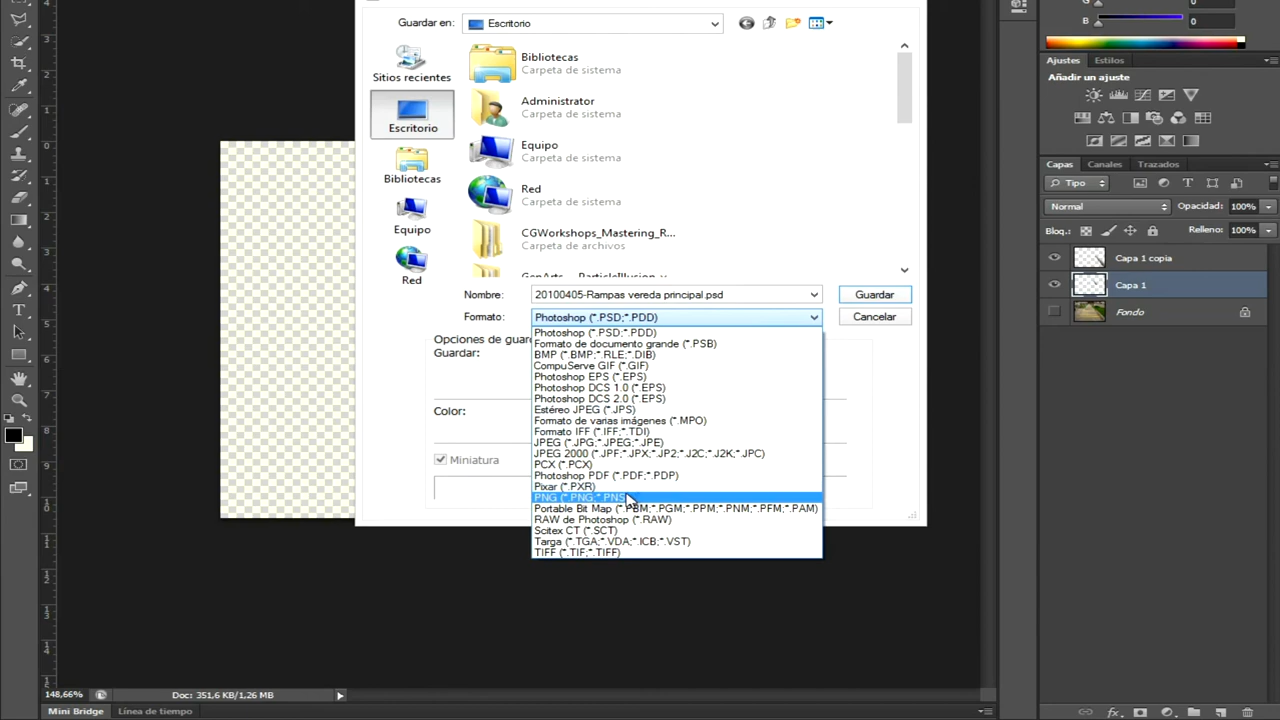 Guardar en:
Escritorio
Sitios recientes
Escritorio
Bibliotecas
Equipo
Red
Bibliotecas
Carpeta de sistema
Administrator
Carpeta de sistema
Equipo
Carpeta de sistema
Red
Carpeta de sistema
CGWorkshops_Mastering_R...
Carpeta de archivos
Nombre:
20100405-Rampas vereda principal.psd
Guardar
Formato:
Photoshop (*.PSD;*.PDD)
Cancelar
Opciones de guar
Guardar:
Color:
Miniatura
Photoshop (*.PSD;*.PDD)
Formato de documento grande (*.PSB)
BMP (*.BMP;*.RLE;*.DIB)
CompuServe GIF (*.GIF)
Photoshop EPS (*.EPS)
Photoshop DCS 1.0 (*.EPS)
Photoshop DCS 2.0 (*.EPS)
Estéreo JPEG (*.JPS)
Formato de varias imágenes (*.MPO)
Formato IFF (*.IFF;*.TDI)
JPEG (*.JPG;*.JPEG;*.JPE)
JPEG 2000 (*.JPF;*.JPX;*.JP2;*.J2C;*.J2K;*.JPC)
PCX (*.PCX)
Photoshop PDF (*.PDF;*.PDP)
Pixar (*.PXR)
PNG (*.PNG;*.PNS
Portable Bit Map (*.PBM;*.PGM;*.PPM;*.PNM;*.PFM;*.PAM)
RAW de Photoshop (*.RAW)
Scitex CT (*.SCT)
Targa (*.TGA;*.VDA;*.ICB;*.VST)
TIFF (*.TIF;*.TIFF)
G
0
B
0
Ajustes
Estilos
Añadir un ajuste
Capas
Canales
Trazados
Tipo
Normal
Opacidad:
100%
Bloq.:
Relleno:
100%
Capa 1 copia
Capa 1
Fondo
148,66%
Doc: 351,6 KB/1,26 MB
Mini Bridge
Línea de tiempo